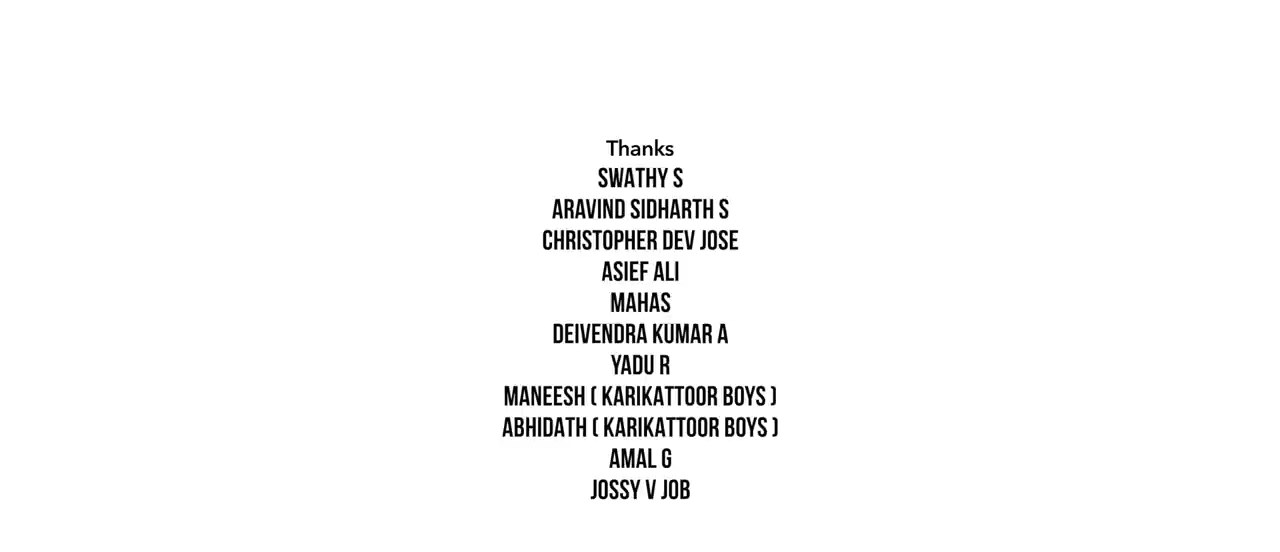 Thanks
SWATHY S
ARAVIND SIDHARTH S
CHRISTOPHER DEV JOSE
ASIEF ALI
MAHAS
DEIVENDRA KUMAR A
YADU R
MANEESH ( KARIKATTOOR BOYS )
ABHIDATH ( KARIKATTOOR BOYS )
AMAL G
JOSSY V JOB